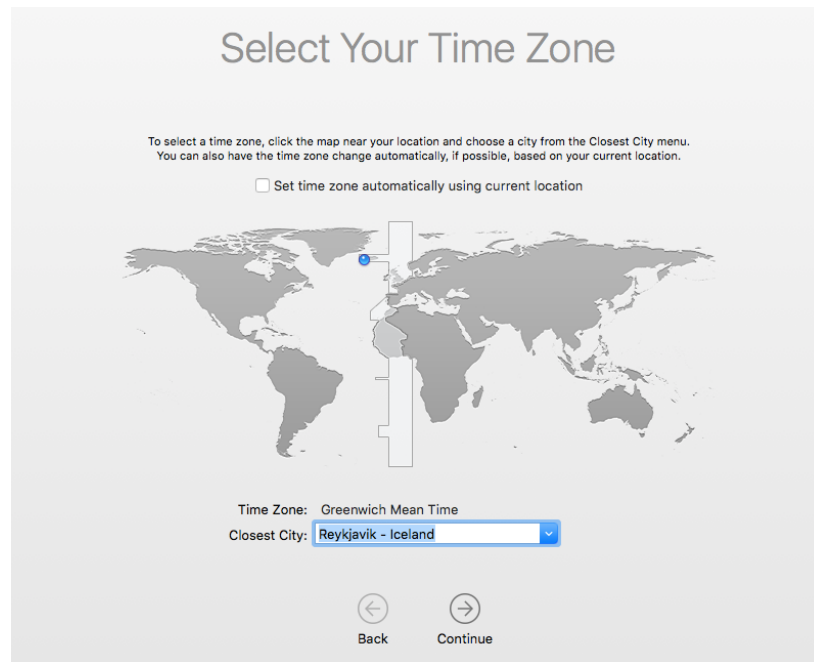 Select Your Time Zone
To select a time zone, click the map near your location and choose a city from the Closest City menu.
You can also have the time zone change automatically, if possible, based on your current location.
Set time zone automatically using current location
Time Zone: Greenwich Mean Time
Closest City: Reykjavik - Iceland
Back Continue